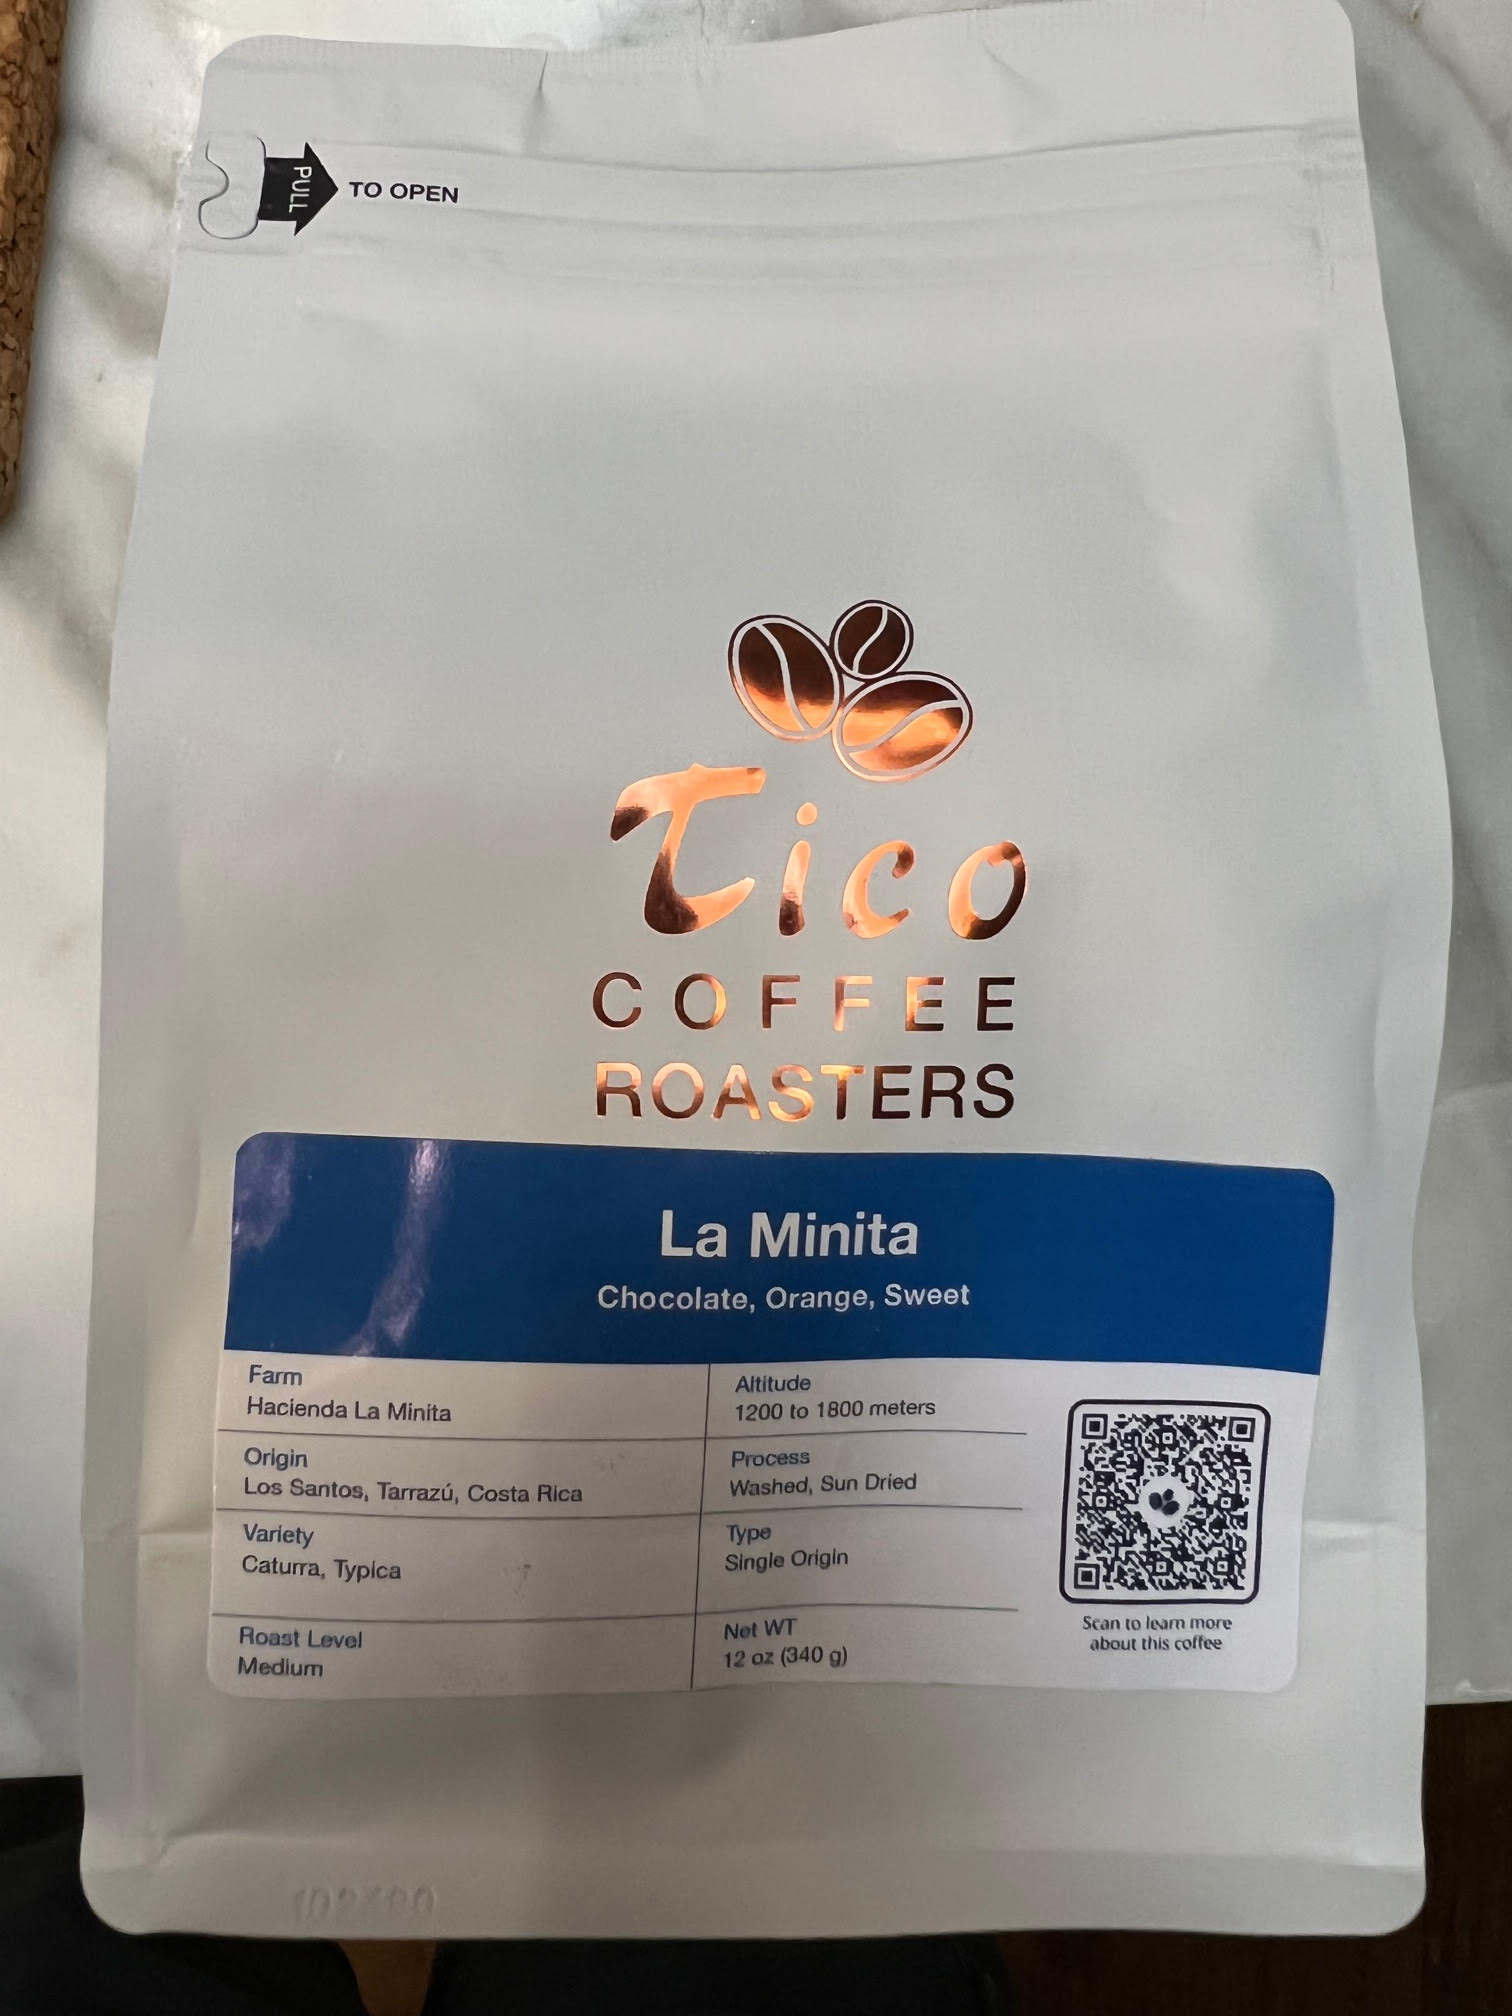 PULL
TO OPEN
Tico
COFFEE
ROASTERS
La Minita
Chocolate, Orange, Sweet
Farm
Hacienda La Minita
Altitude
1200 to 1800 meters
Origin
Los Santos, Tarrazú, Costa Rica
Process
Washed, Sun Dried
Variety
Caturra, Typica
Type
Single Origin
Roast Level
Medium
Net WT
12 oz (340 g)
Scan to learn more
about this coffee